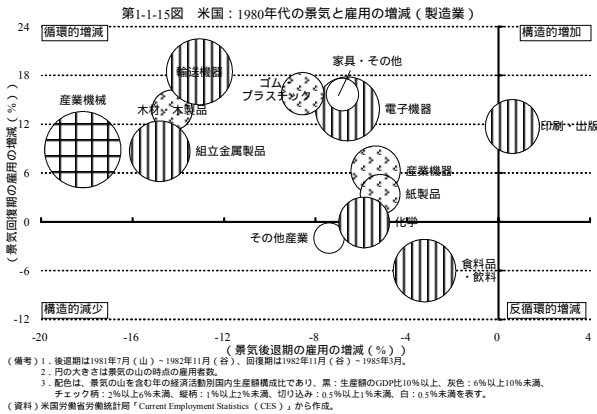 第1-1-15図　米国：1980年代の景気と雇用の増減（製造業）
24
循環的増減
構造的増加
輸送機器
家具・その他
18
ゴム
プラスチック
産業機械
木材・木製品
電子機器
12
印刷・出版
組立金属製品
6
産業機器
紙製品
0
化学
その他産業
食料品
・飲料
-6
構造的減少
反循環的増減
-12
-20
-16
-12
-8
-4
0
4
（景気回復期の雇用の増減（％））
（景気後退期の雇用の増減（％））
（備考）1．後退期は1981年7月（山）～1982年11月（谷）、回復期は1982年11月（谷）～1985年3月。
2．円の大きさは景気の山の時点の雇用者数。
3．配色は、景気の山を含む年の経済活動別国内生産額構成比であり、黒：生産額のGDP比10％以上、灰色：6％以上10％未満、
チェック柄：2％以上6％未満、縦柄：1％以上2％未満、切り込み：0.5％以上1％未満、白：0.5％未満を表す。
（資料）米国労働省労働統計局「Current Employment Statistics （CES）」から作成。